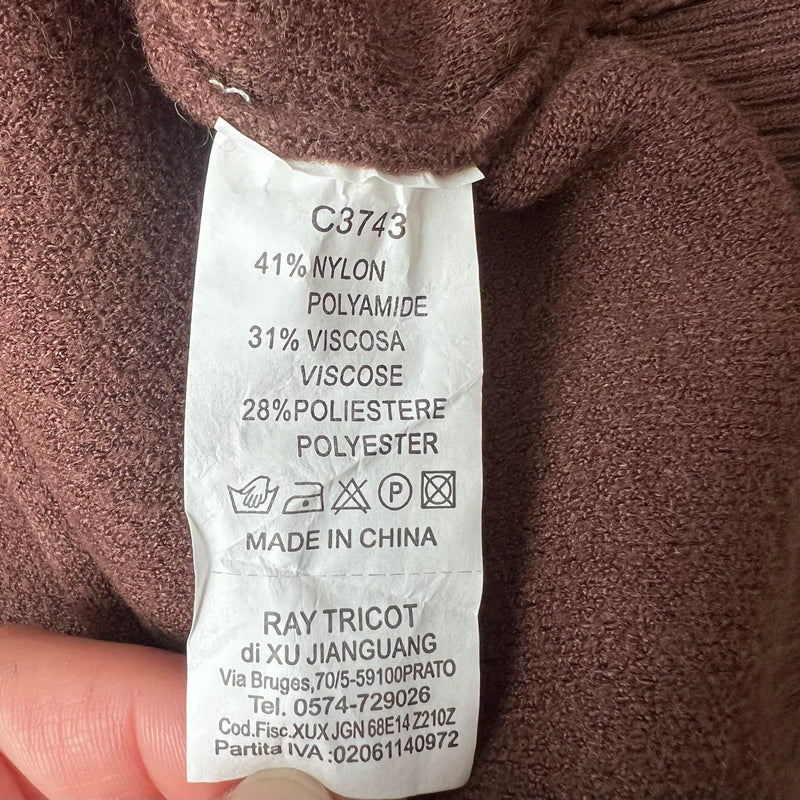 C3743
41% NYLON
POLYAMIDE
31% VISCOSA
VISCOSE
28% POLIESTERE
POLYESTER
P
MADE IN CHINA
RAY TRICOT
di XU JIANGUANG
Via Bruges,70/5-59100PRATO
Tel. 0574-729026
Cod.Fisc.XUX JGN 68E14 Z210Z
Partita IVA :02061140972